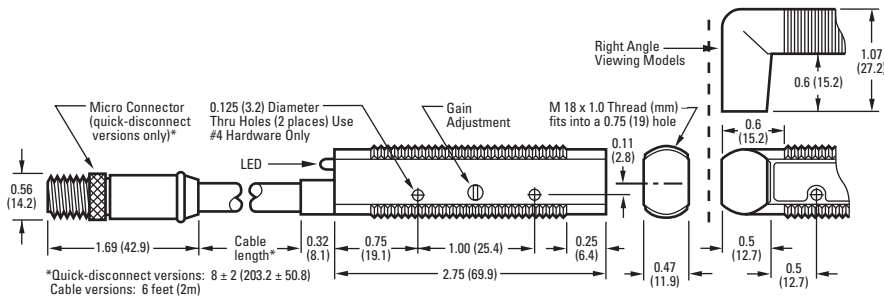 Right Angle
Viewing Models
1.07
(27.2)
0.6 (15.2)
Micro Connector
(quick-disconnect
versions only)*
0.125 (3.2) Diameter
Thru Holes (2 places) Use
#4 Hardware Only
Gain
Adjustment
M 18 x 1.0 Thread (mm)
fits into a 0.75 (19) hole
0.11
(2.8)
0.6
(15.2)
LED
0.56
(14.2)
1.69 (42.9)
Cable
length*
0.32
(8.1)
0.75
(19.1)
1.00 (25.4)
0.25
(6.4)
2.75 (69.9)
0.47
(11.9)
0.5
(12.7)
0.5
(12.7)
*Quick-disconnect versions: 8 ± 2 (203.2 ± 50.8)
Cable versions: 6 feet (2m)